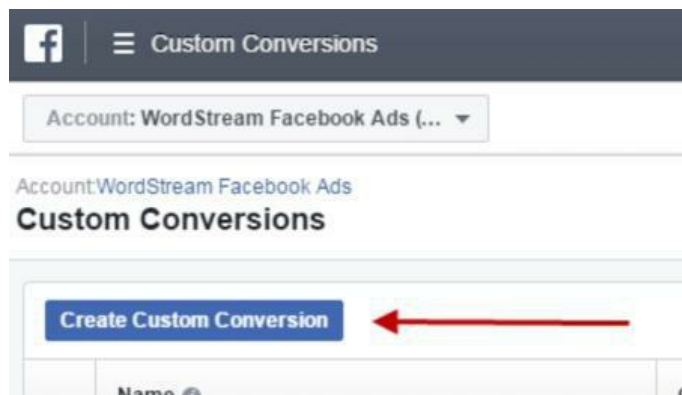 Custom Conversions
Account: WordStream Facebook Ads (...
Account:WordStream Facebook Ads
Custom Conversions
Create Custom Conversion
Name